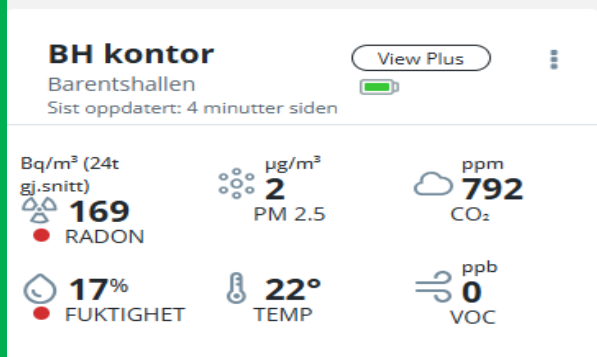 BH kontor
View Plus
Barentshallen
Sist oppdatert: 4 minutter siden
Bq/m³ (24t
gj.snitt)
169
RADON
µg/m³
2
PM 2.5
ppm
792
CO₂
17%
FUKTIGHET
22°
TEMP
ppb
0
VOC